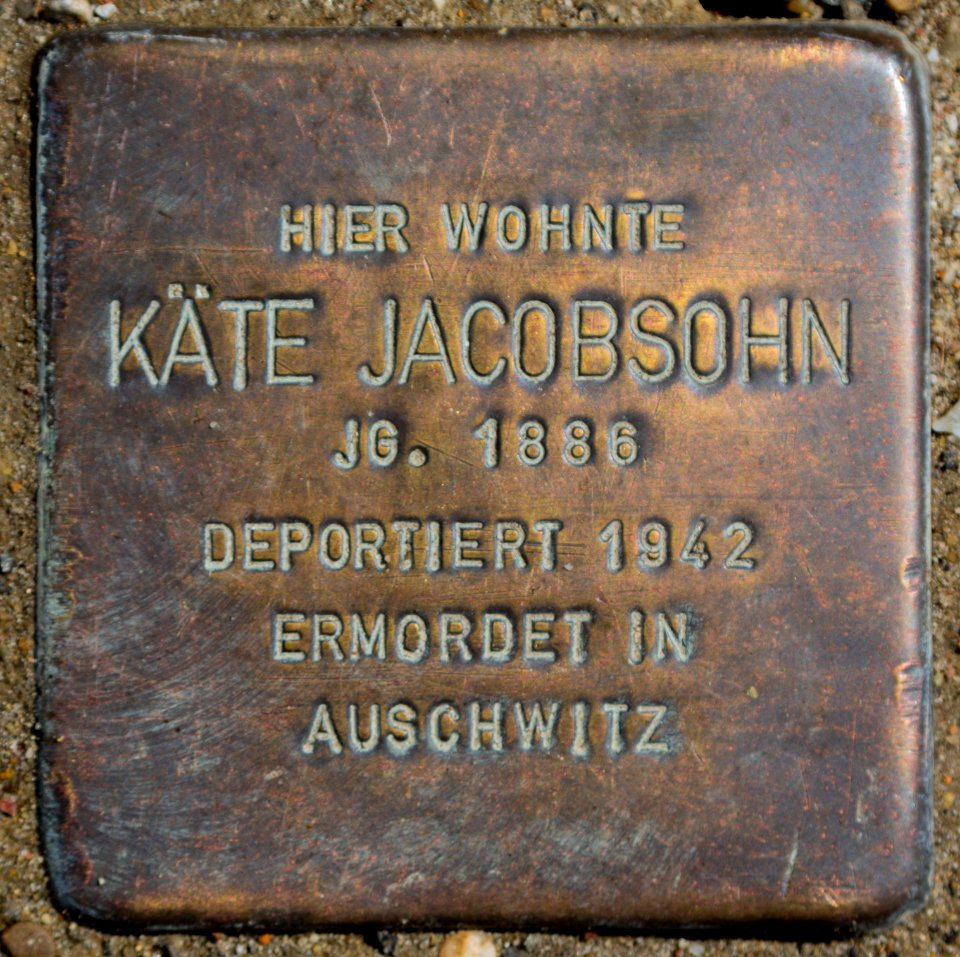 HIER WOHNTE
KÄTE JACOBSOHN
JG. 1886
DEPORTIERT 1942
ERMORDET IN
AUSCHWITZ